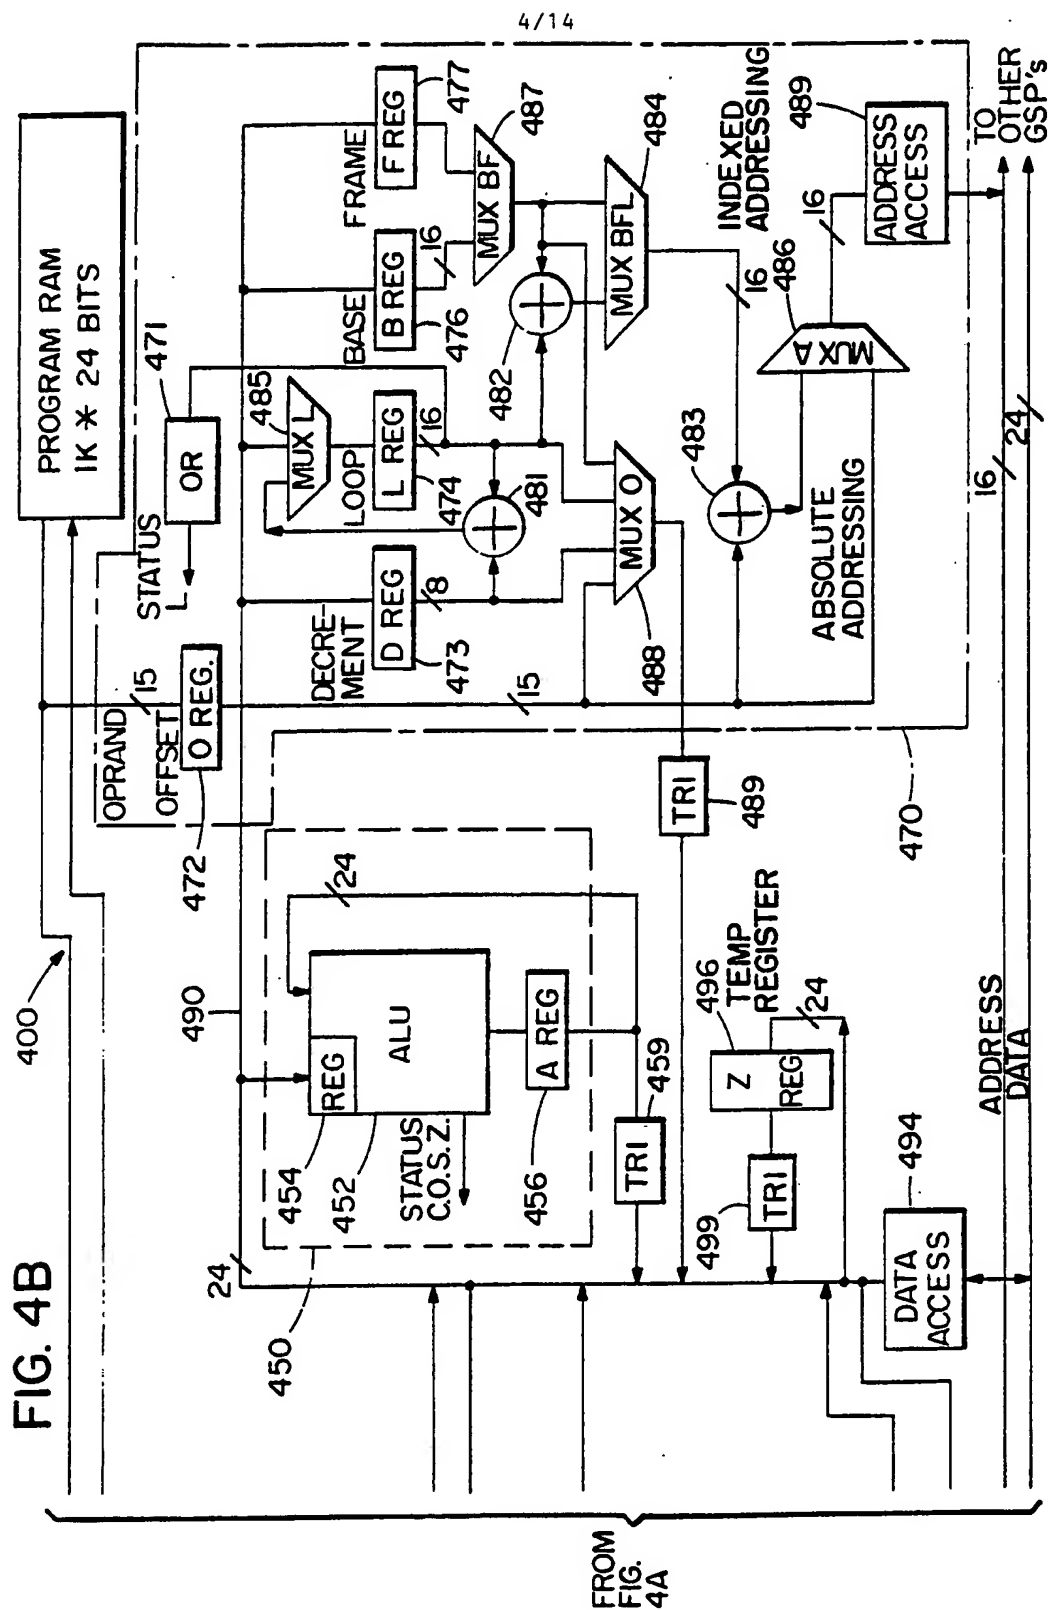 4/14
FIG. 4B
400
PROGRAM RAM
1K * 24 BITS
STATUS
L
OR
471
OPRAND
OFFSET
15
O REG.
472
490
24
DECRE-
MENT
D REG
473
8
15
LOOP
MUX L
485
L REG
474
16
481
BASE
B REG
476
16
FRAME
F REG
477
MUX BF
487
482
MUX BFL
484
MUX O
488
TRI
489
483
16
INDEXED
ADDRESSING
ABSOLUTE
ADDRESSING
MUX A
486
16
ADDRESS
ACCESS
489
470
450
24
REG
454
ALU
452
STATUS
C.O.S.Z.
A REG
456
TRI
459
496
TEMP
REGISTER
Z
REG
24
TRI
499
DATA
ACCESS
494
ADDRESS
DATA
16
24
TO
OTHER
GSP's
FROM
FIG.
4A